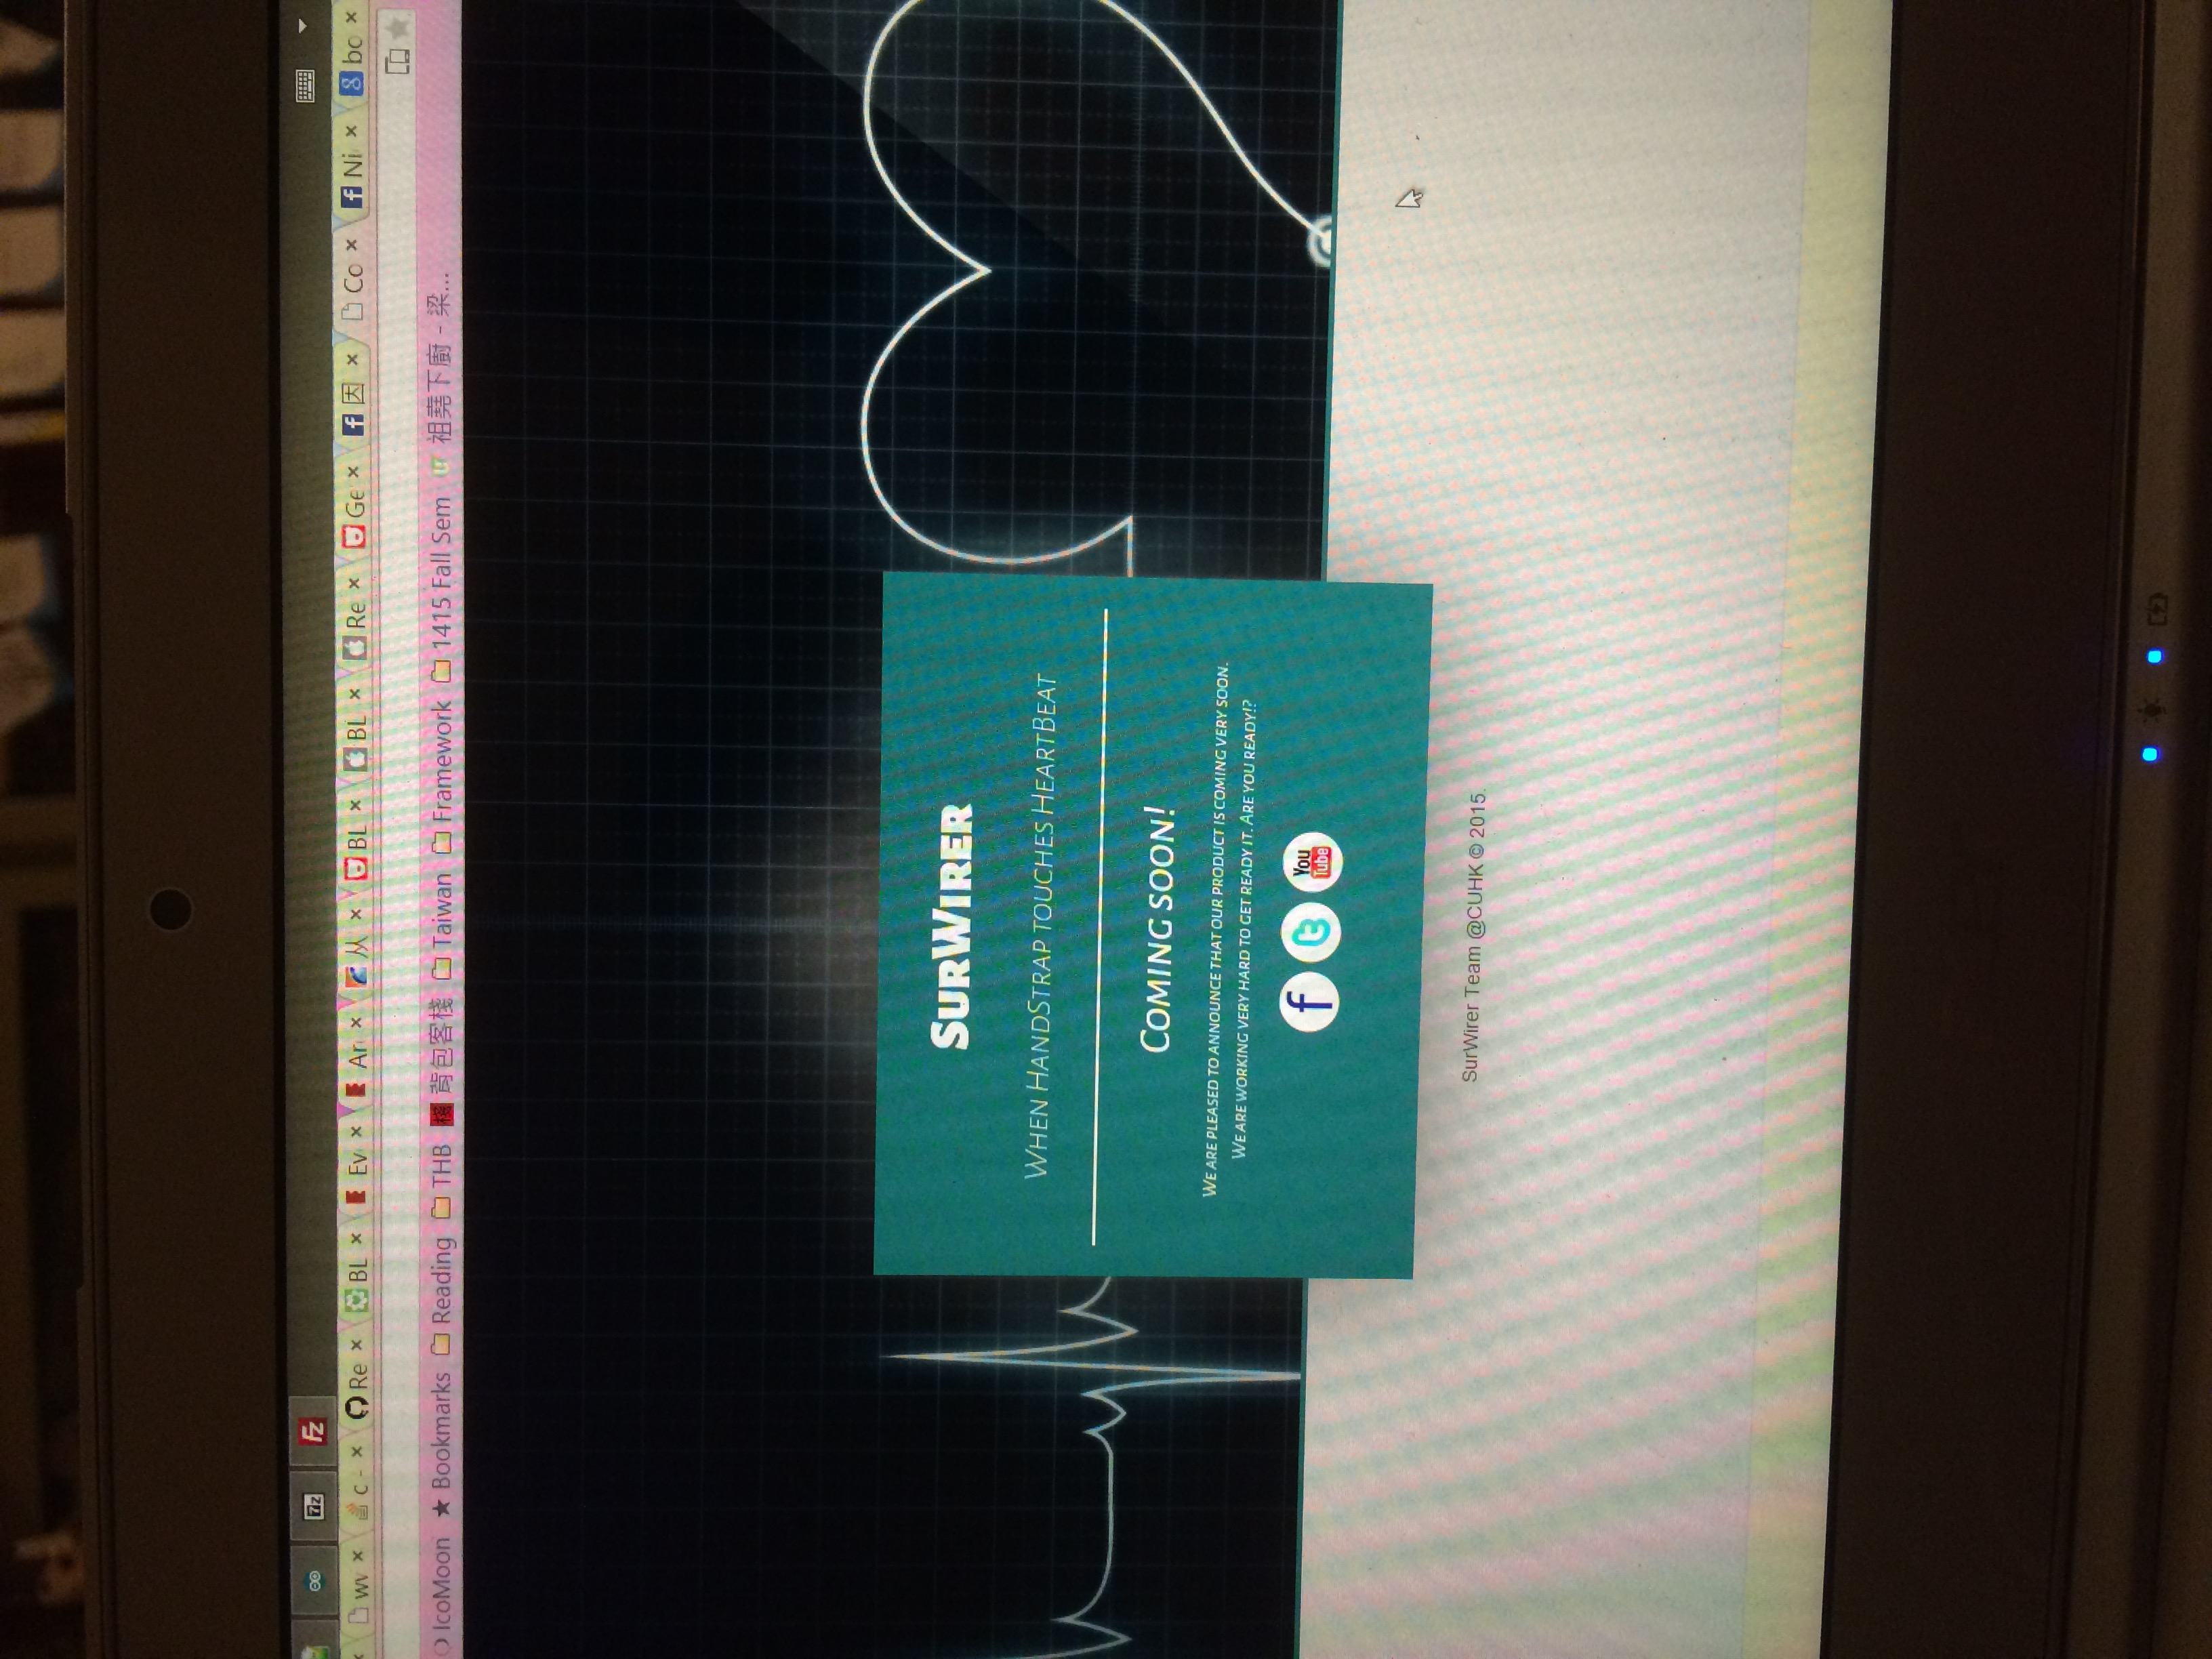 7z
Fz
wv
c -
Re
BL
Ev
Ar
从
BL
BL
Re
Ge
因
Co
Ni
8
bc
IcoMoon
Bookmarks
Reading
THB
背包客棧
Taiwan
Framework
1415 Fall Sem
祖堯下廚 - 梁...
SURWIRER
WHEN HANDSTRAP TOUCHES HEARTBEAT
COMING SOON!
WE ARE PLEASED TO ANNOUNCE THAT OUR PRODUCT IS COMING VERY SOON.
WE ARE WORKING VERY HARD TO GET READY IT. ARE YOU READY!?
f
t
You
Tube
SurWirer Team @CUHK © 2015.